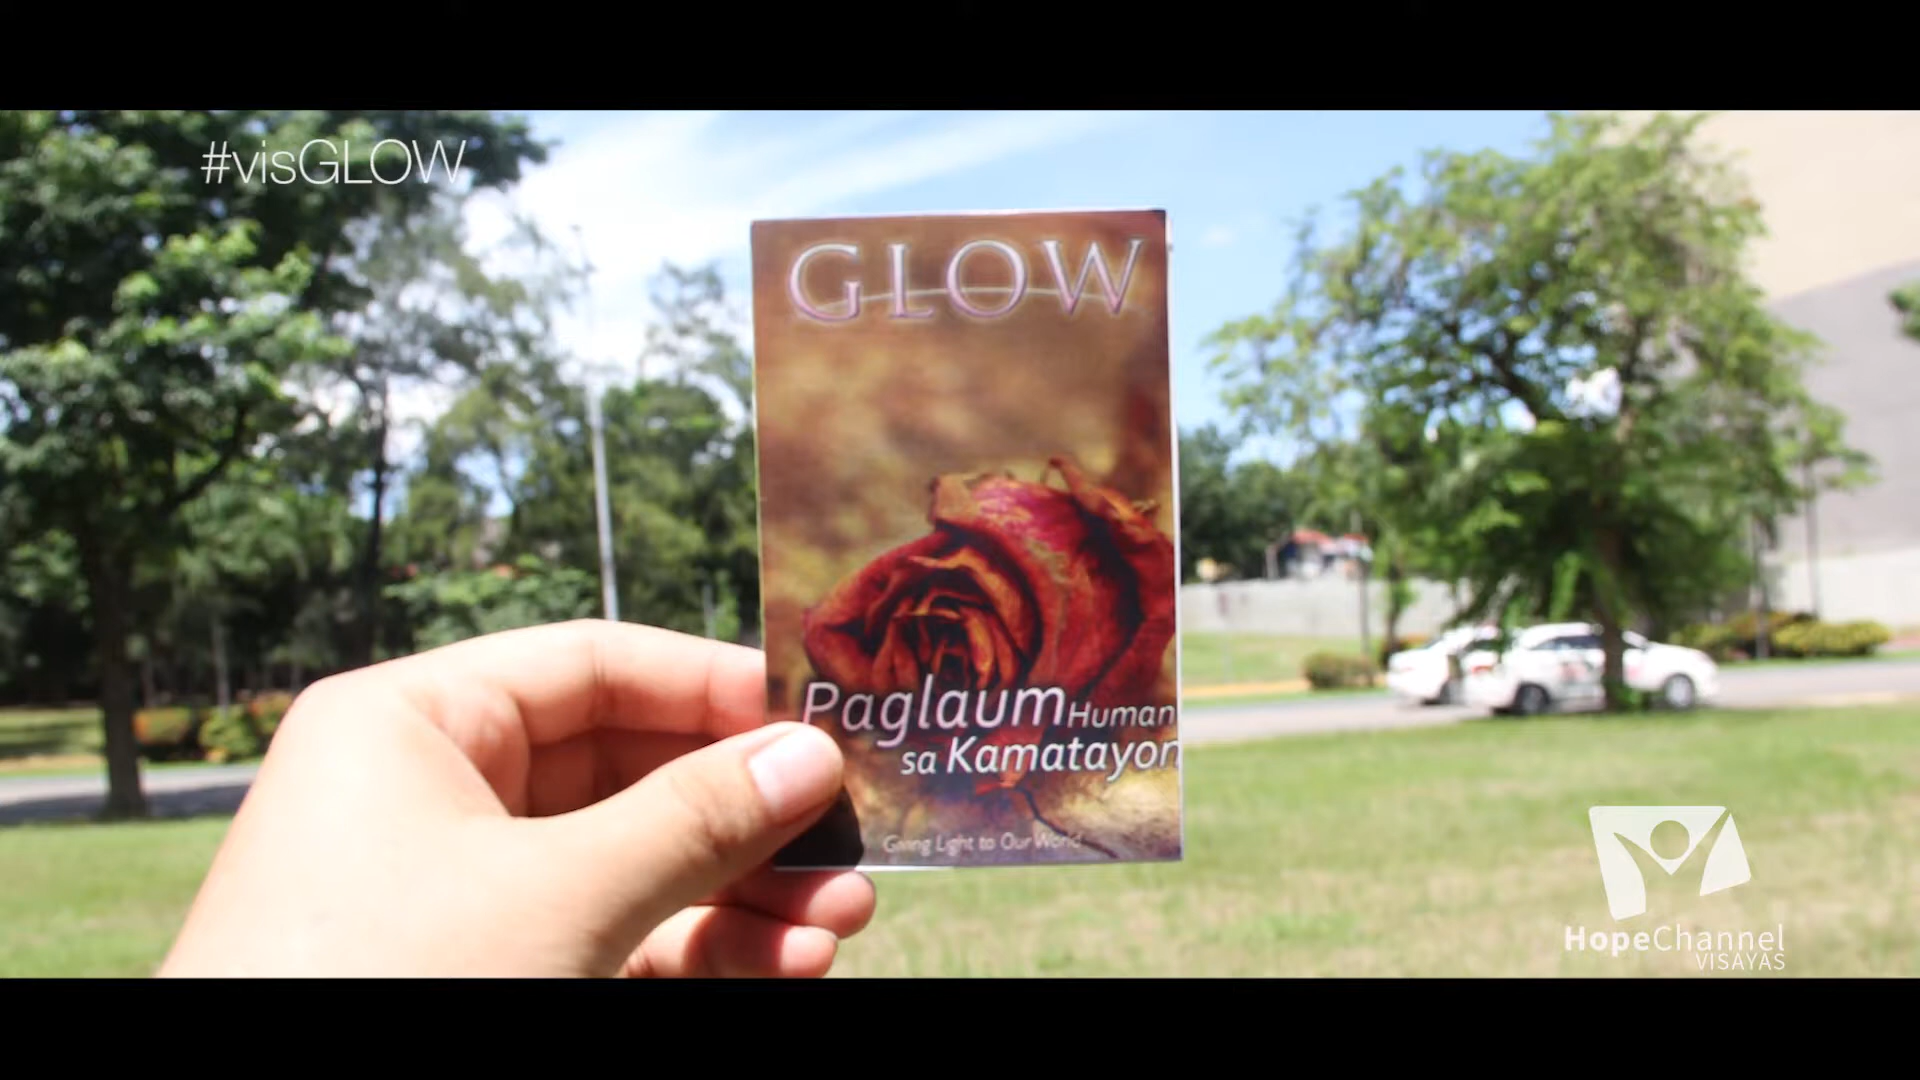 #visGLOW
GLOW
Paglaum Human
sa Kamatayon
Giving Light to Our World
HopeChannel
VISAYAS